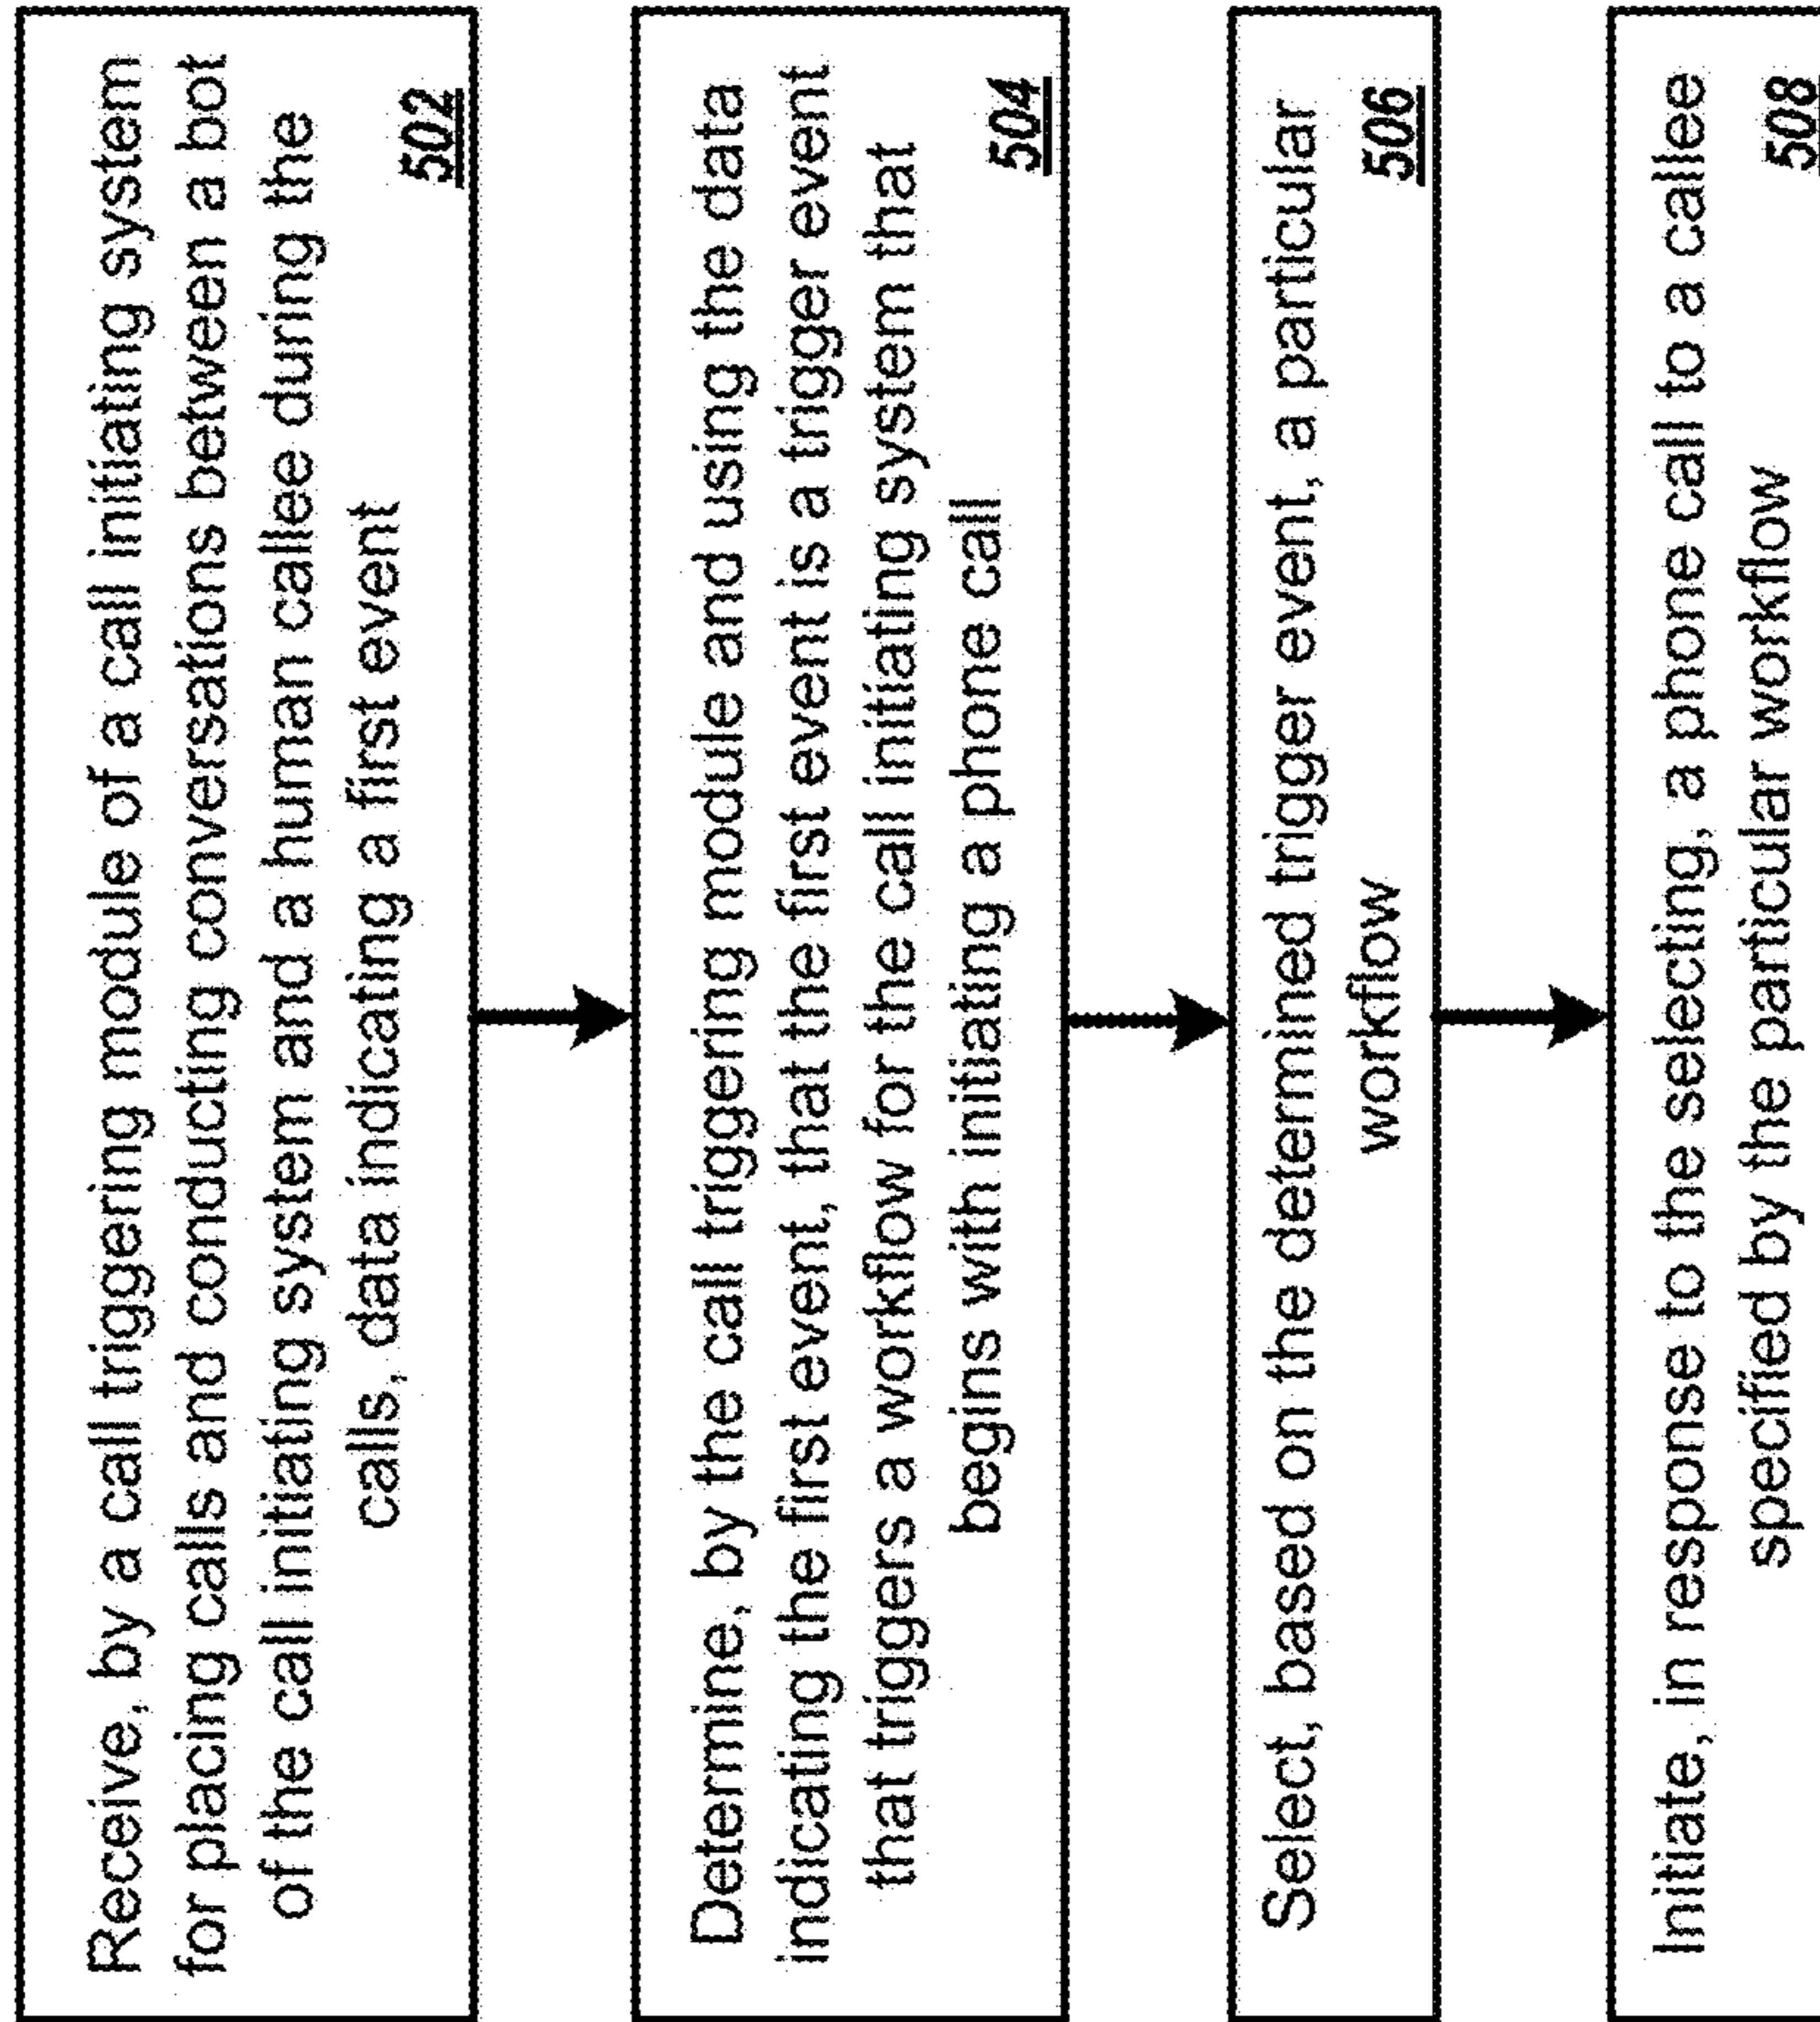 Receive, by a call triggering module of a call initiating system
for placing calls and conducting conversations between a bot
of the call initiating system and a human callee during the
calls, data indicating a first event
502
Determine, by the call triggering module and using the data
indicating the first event, that the first event is a trigger event
that triggers a workflow for the call initiating system that
begins with initiating a phone call
504
Select, based on the determined trigger event, a particular
workflow
506
Initiate, in response to the selecting, a phone call to a callee
specified by the particular workflow
508